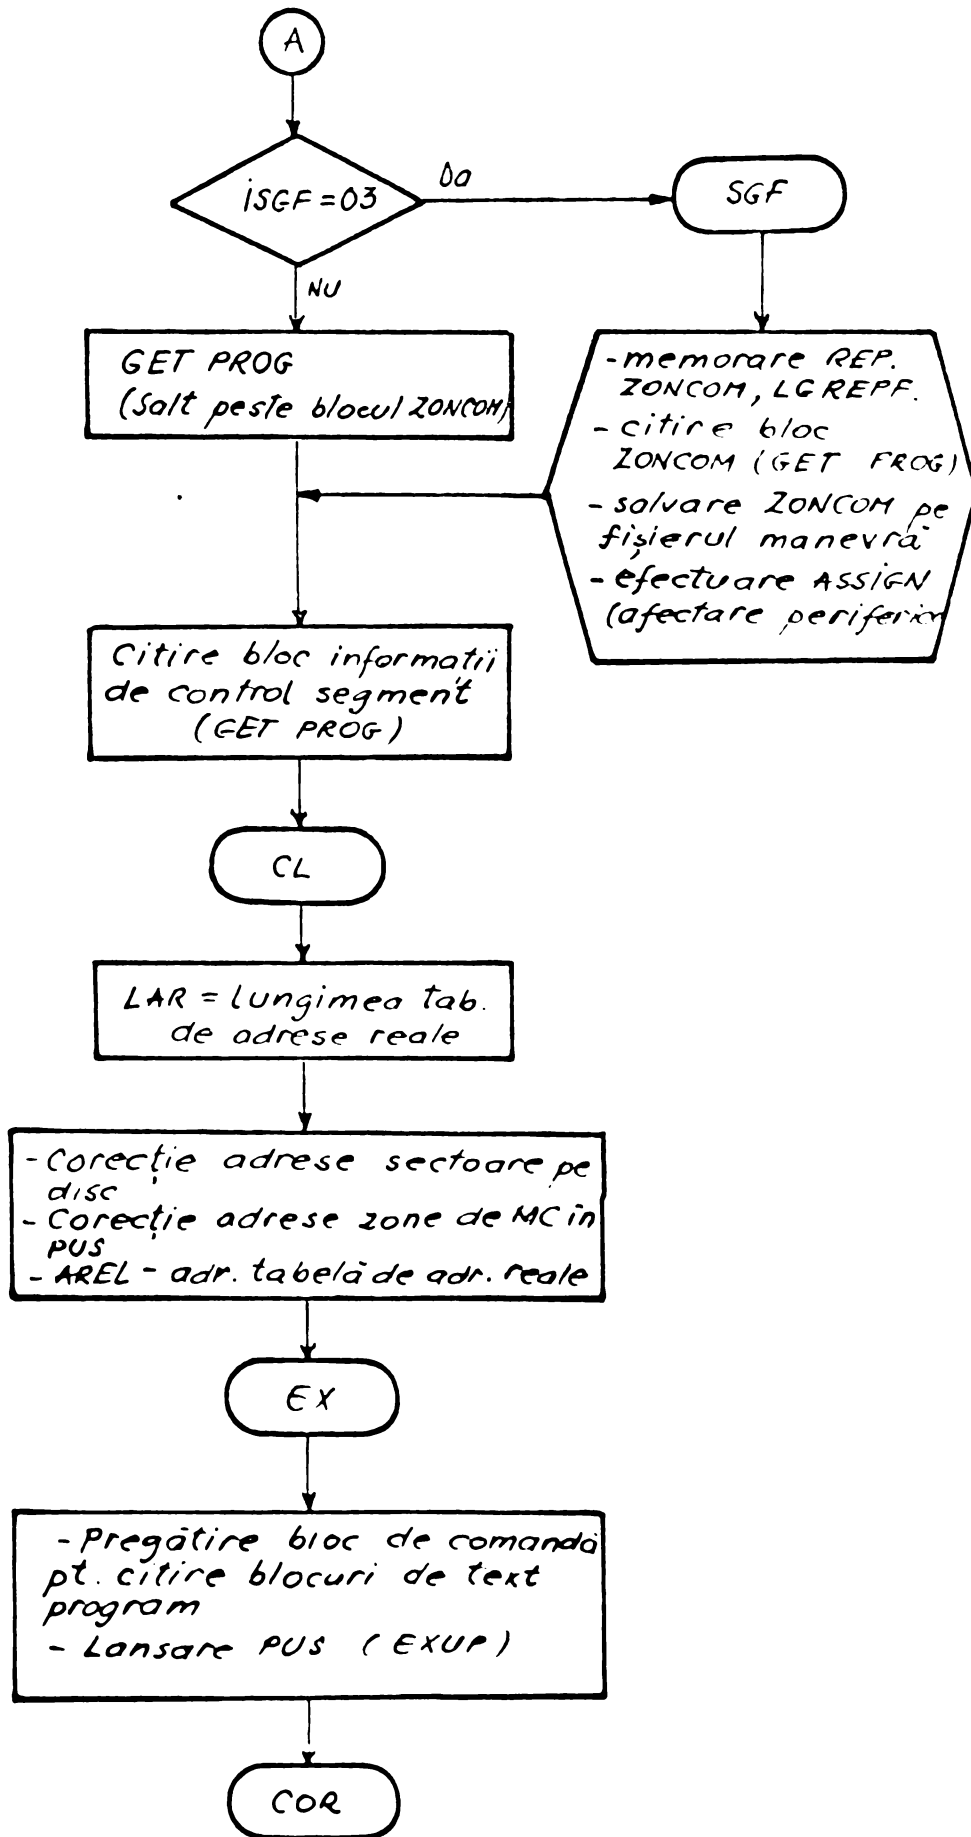 A
iSGF = 03
Da
SGF
NU
GET PROG
(Salt peste blocul ZONCOM)
- memorare REP.
ZONCOM, LGREPF.
- citire bloc
ZONCOM (GET PROG)
- salvare ZONCOM pe
fișierul manevră
- efectuare ASSIGN
(afectare
Citire bloc informatii
de control segment
(GET PROG)
CL
LAR = lungimea tab.
de adrese reale
- Corecție adrese sectoare pe
disc
- Corecție adrese zone de MC în
PUS
- AREL - adr. tabelă de adr. reale
EX
- Pregătire bloc de comandă
pt. citire blocuri de text
program
- Lansare PUS (EXUP)
COR